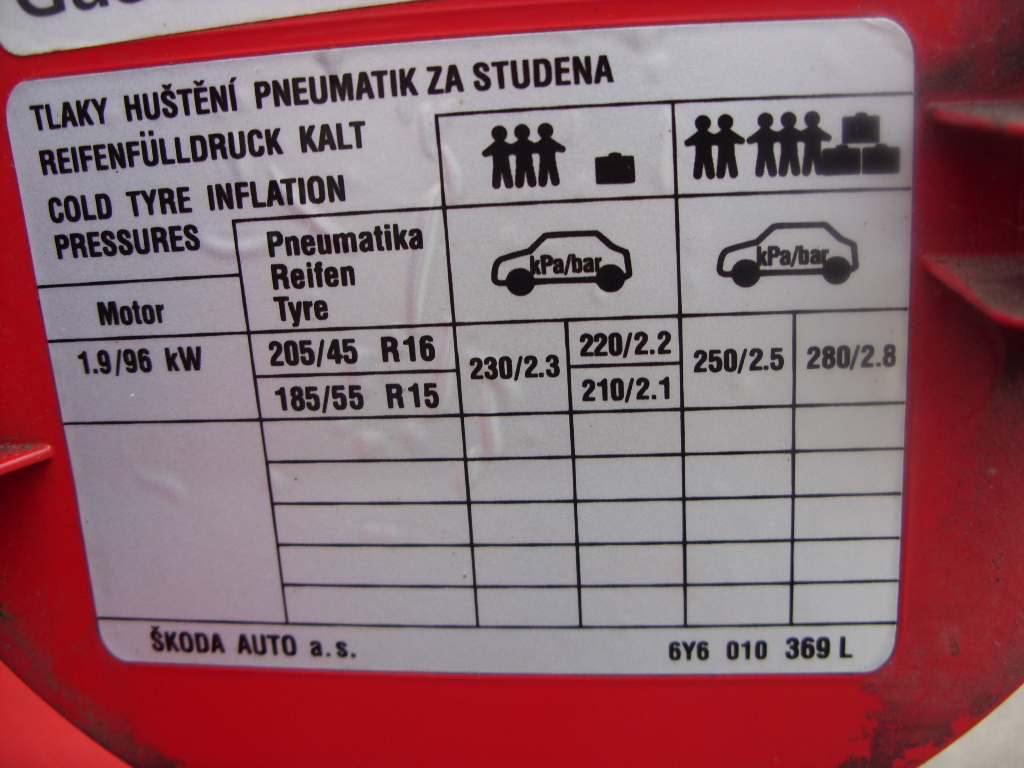 TLAKY HUŠTĚNÍ PNEUMATIK ZA STUDENA
REIFENFÜLLDRUCK KALT
COLD TYRE INFLATION
PRESSURES
Pneumatika
Reifen
Tyre
kPa/bar
kPa/bar
Motor
1.9/96 kW
205/45 R16
185/55 R15
230/2.3
220/2.2
210/2.1
250/2.5
280/2.8
ŠKODA AUTO a.s.
6Y6 010 369 L